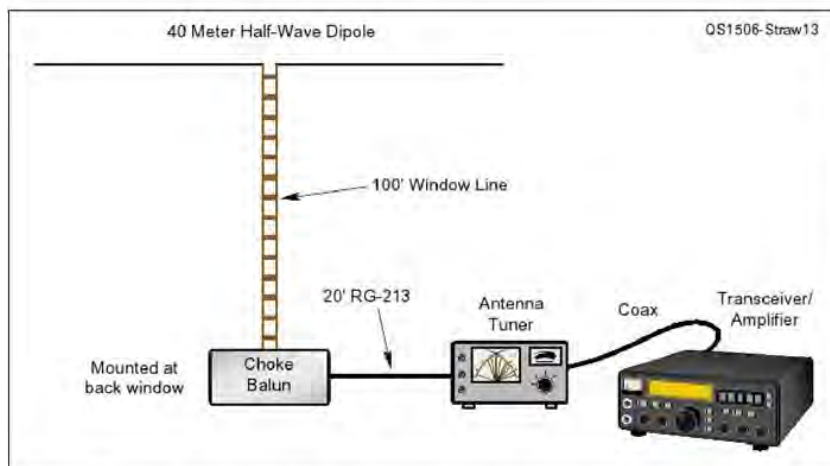 40 Meter Half-Wave Dipole
QS1506-Straw13
100' Window Line
20' RG-213
Antenna
Tuner
Coax
Transceiver/
Amplifier
Mounted at
back window
Choke
Balun